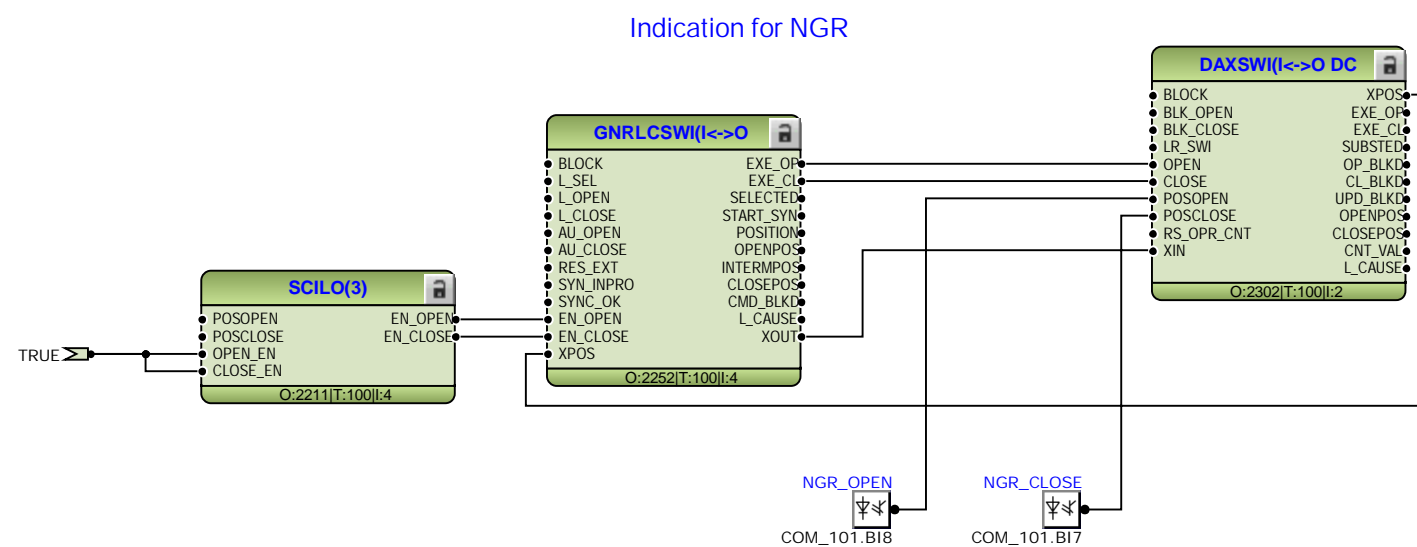 Indication for NGR
DAXSWI(I<->O DC
BLOCK XPOS
BLK_OPEN EXE_OP
BLK_CLOSE EXE_CL
LR_SWI SUBSTED
OPEN OP_BLKD
CLOSE CL_BLKD
POSOPEN UPD_BLKD
POSCLOSE OPENPOS
RS_OPR_CNT CLOSEPOS
XIN CNT_VAL
L_CAUSE
O:2302|T:100|I:2
GNRLCSWI(I<->O
BLOCK EXE_OP
L_SEL EXE_CL
L_OPEN SELECTED
L_CLOSE START_SYN
AU_OPEN POSITION
AU_CLOSE OPENPOS
RES_EXT INTERMPOS
SYN_INPRO CLOSEPOS
SYNC_OK CMD_BLKD
EN_OPEN L_CAUSE
EN_CLOSE XOUT
XPOS
O:2252|T:100|I:4
SCILO(3)
POSOPEN EN_OPEN
POSCLOSE EN_CLOSE
OPEN_EN
CLOSE_EN
O:2211|T:100|I:4
TRUE
NGR_OPEN
COM_101.BI8
NGR_CLOSE
COM_101.BI7